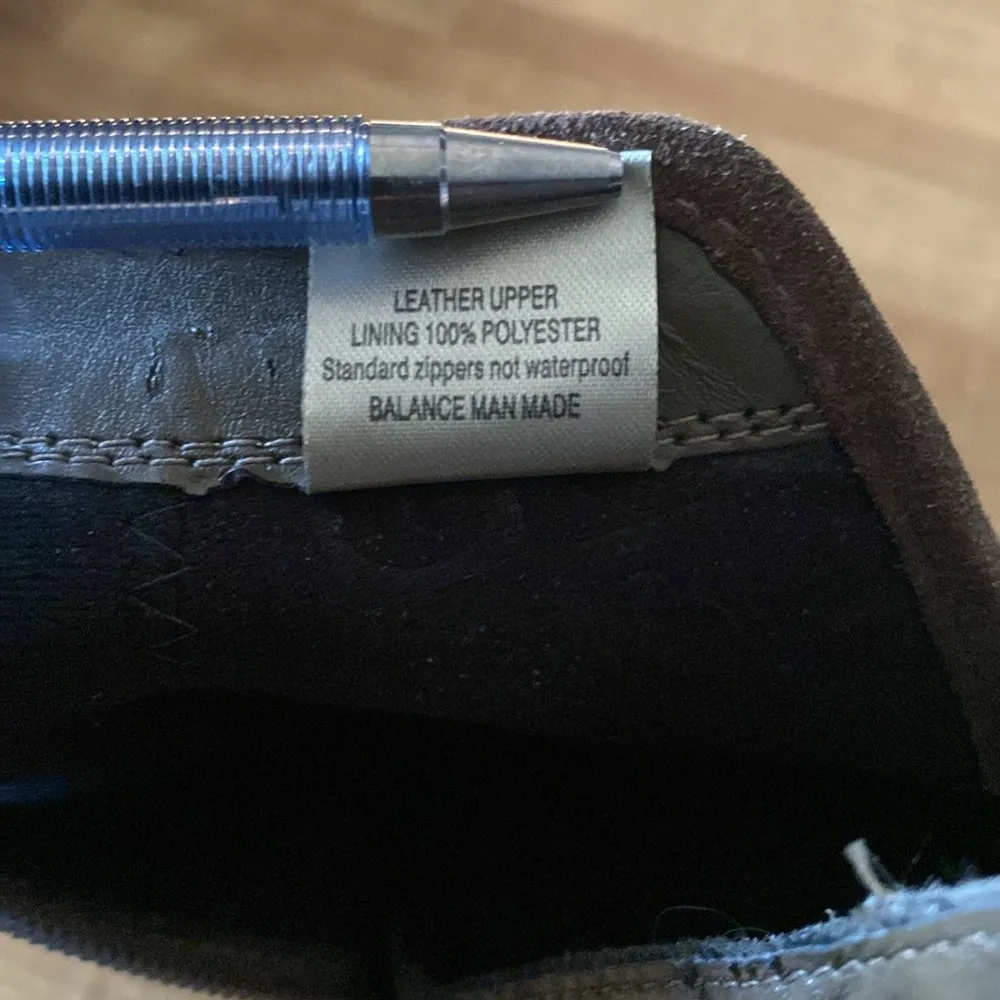 LEATHER UPPER
LINING 100% POLYESTER
Standard zippers not waterproof
BALANCE MAN MADE